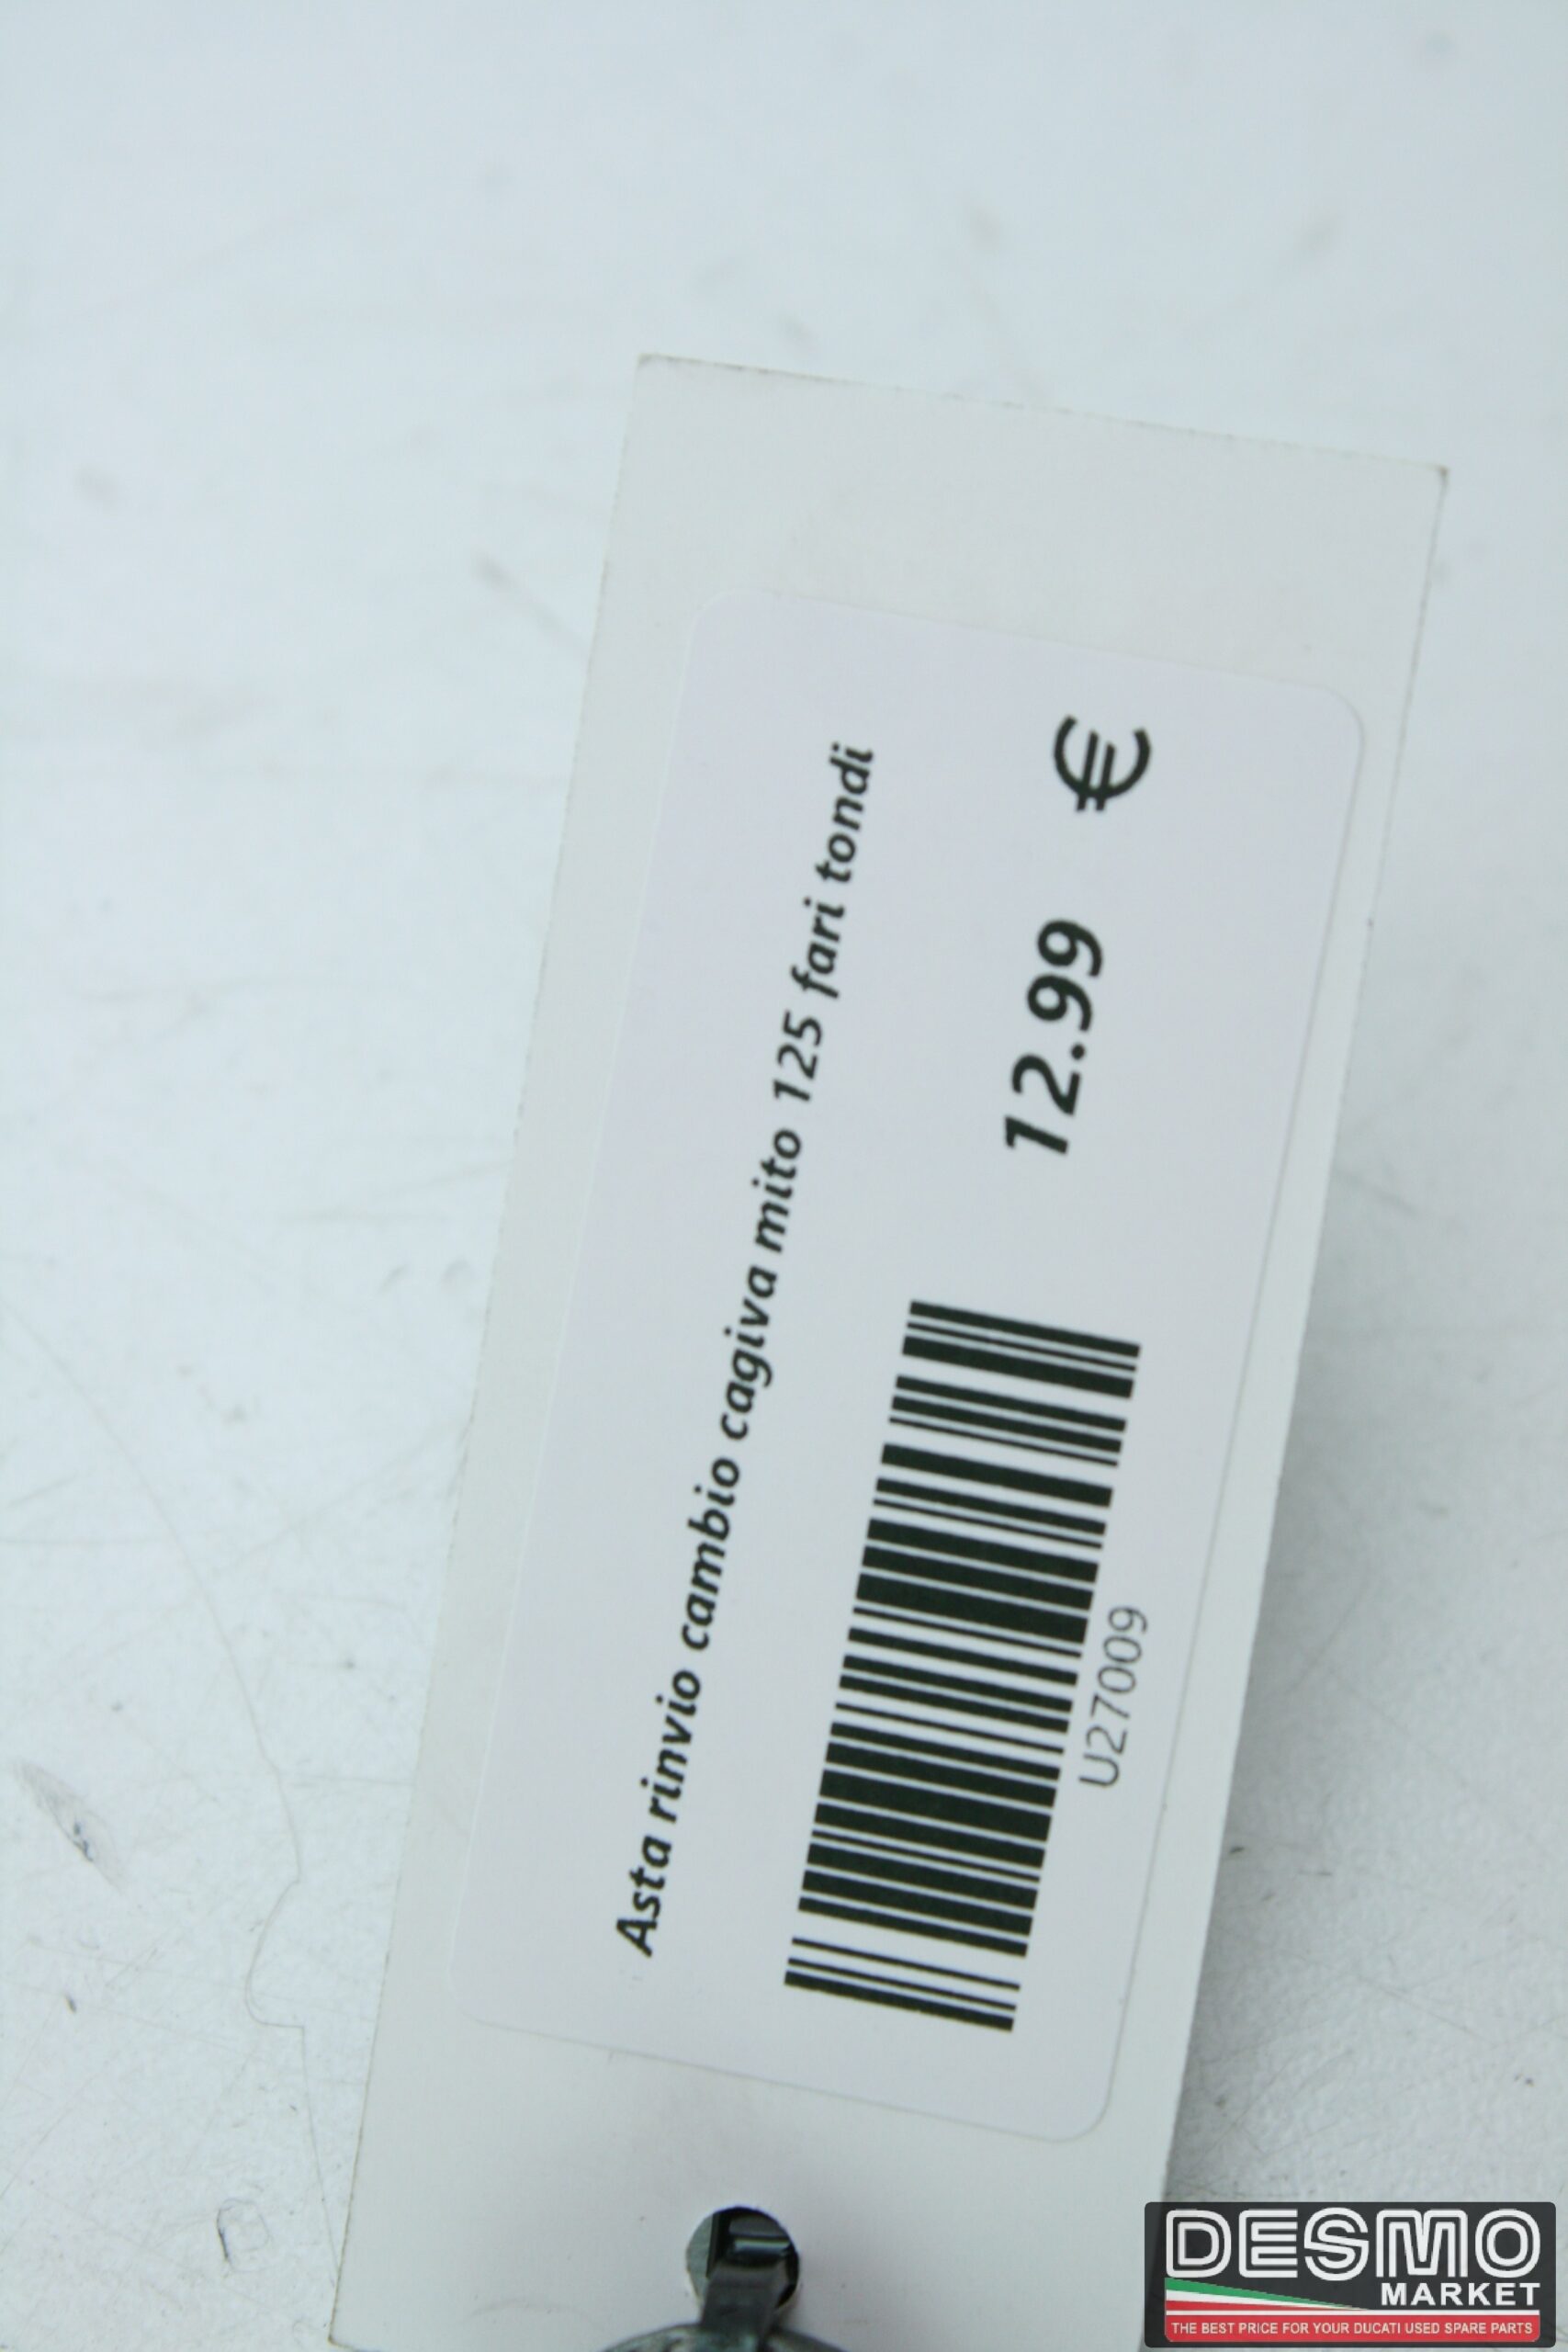 Asta rinvio cambio cagiva mito 125 fari tondi
12.99 €
U27009
DESMO
MARKET
THE BEST PRICE FOR YOUR DUCATI USED SPARE PARTS